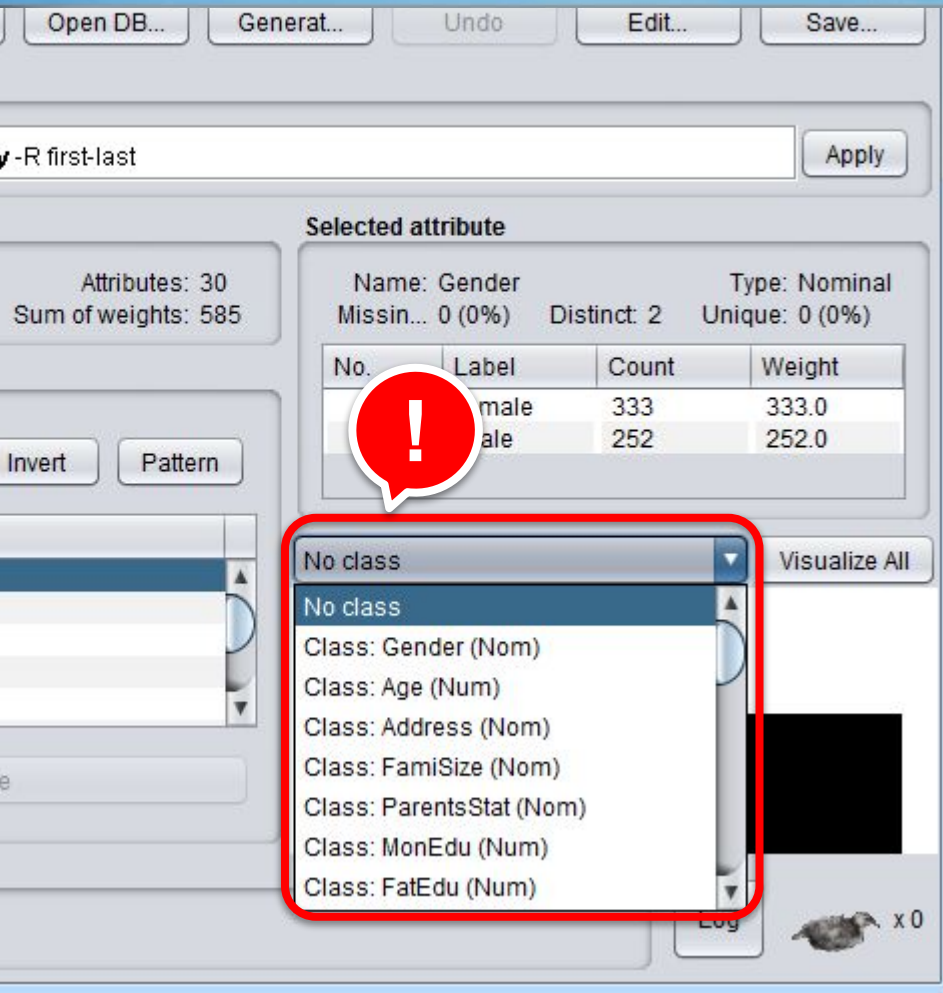 Open DB... Generat... Undo Edit... Save...
-R first-last Apply
Selected attribute
Attributes: 30 Name: Gender Type: Nominal
Sum of weights: 585 Missin... 0 (0%) Distinct: 2 Unique: 0 (0%)
No. Label Count Weight
male 333 333.0
ale 252 252.0
!
Invert Pattern
No class Visualize All
No class
Class: Gender (Nom)
Class: Age (Num)
Class: Address (Nom)
Class: FamiSize (Nom)
Class: ParentsStat (Nom)
Class: MonEdu (Num)
Class: FatEdu (Num)
e
Log x 0